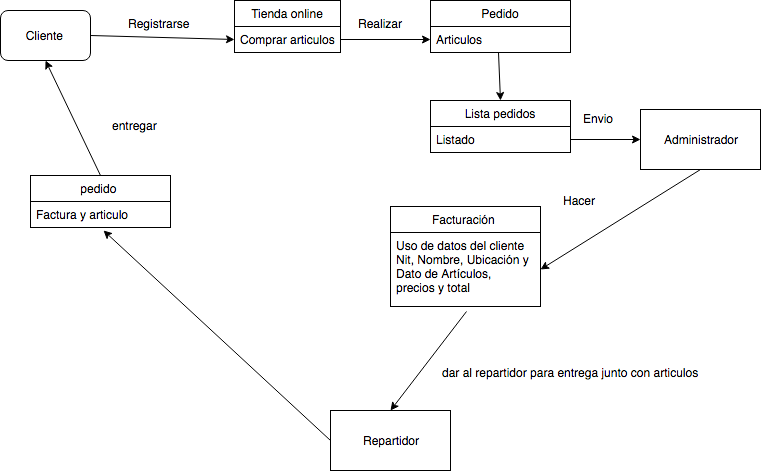 Cliente
Registrarse
Tienda online
Comprar articulos
Realizar
Pedido
Articulos
Lista pedidos
Listado
Envio
Administrador
Hacer
Facturación
Uso de datos del cliente
Nit, Nombre, Ubicación y
Dato de Artículos,
precios y total
dar al repartidor para entrega junto con articulos
Repartidor
pedido
Factura y articulo
entregar